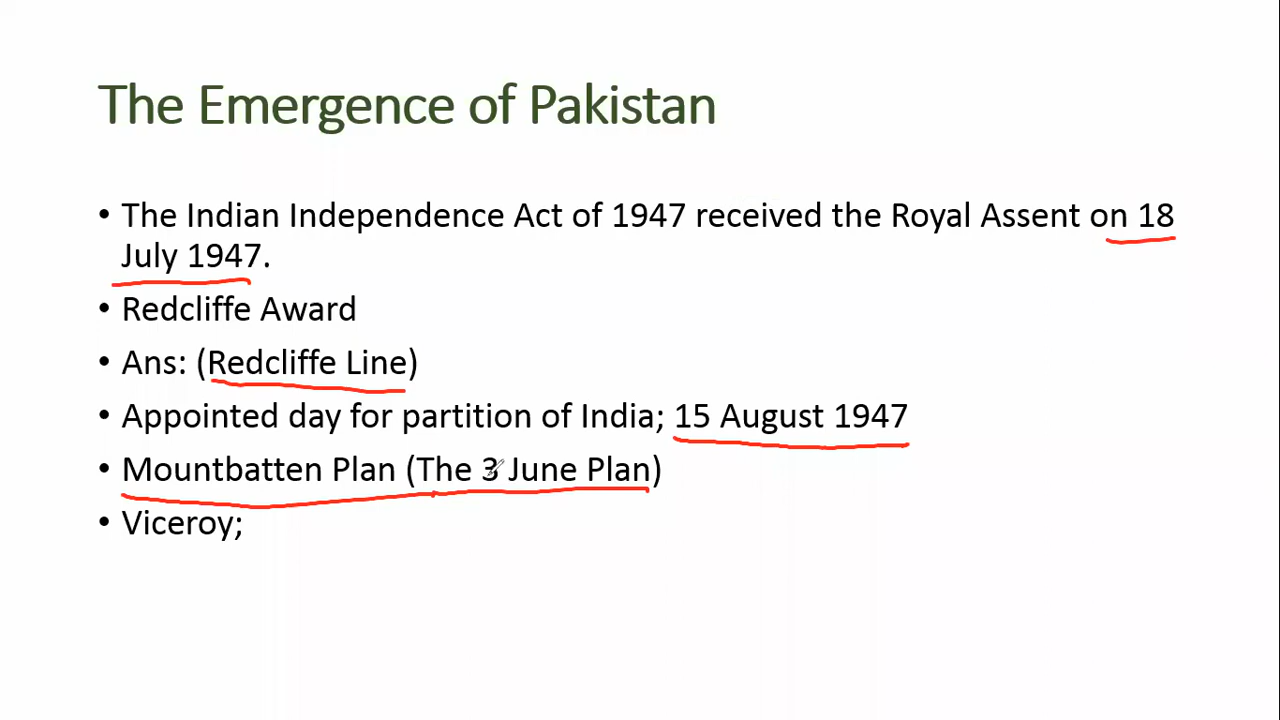 The Emergence of Pakistan
• The Indian Independence Act of 1947 received the Royal Assent on 18
July 1947.
• Redcliffe Award
• Ans: (Redcliffe Line)
• Appointed day for partition of India; 15 August 1947
• Mountbatten Plan (The 3 June Plan)
• Viceroy;